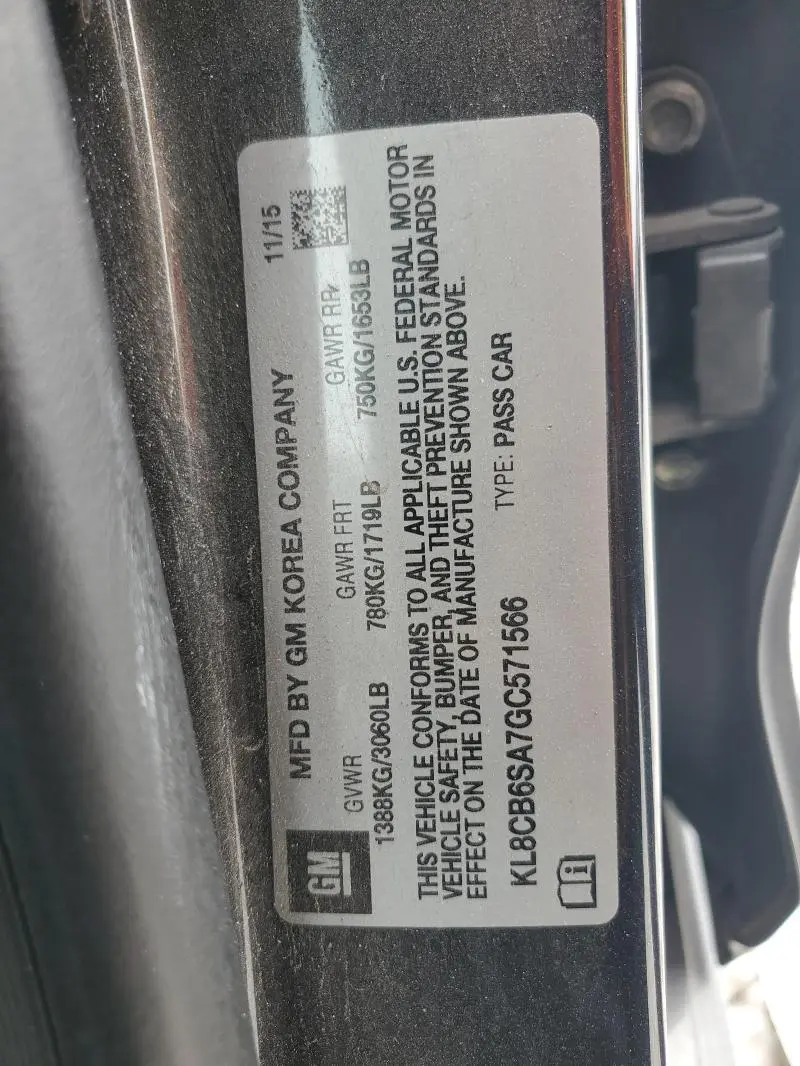 GM
MFD BY GM KOREA COMPANY 11/15
GVWR GAWR FRT GAWR RR
1388KG/3060LB 780KG/1719LB 750KG/1653LB
THIS VEHICLE CONFORMS TO ALL APPLICABLE U.S. FEDERAL MOTOR
VEHICLE SAFETY, BUMPER, AND THEFT PREVENTION STANDARDS IN
EFFECT ON THE DATE OF MANUFACTURE SHOWN ABOVE.
KL8CB6SA7GC571566 TYPE: PASS CAR